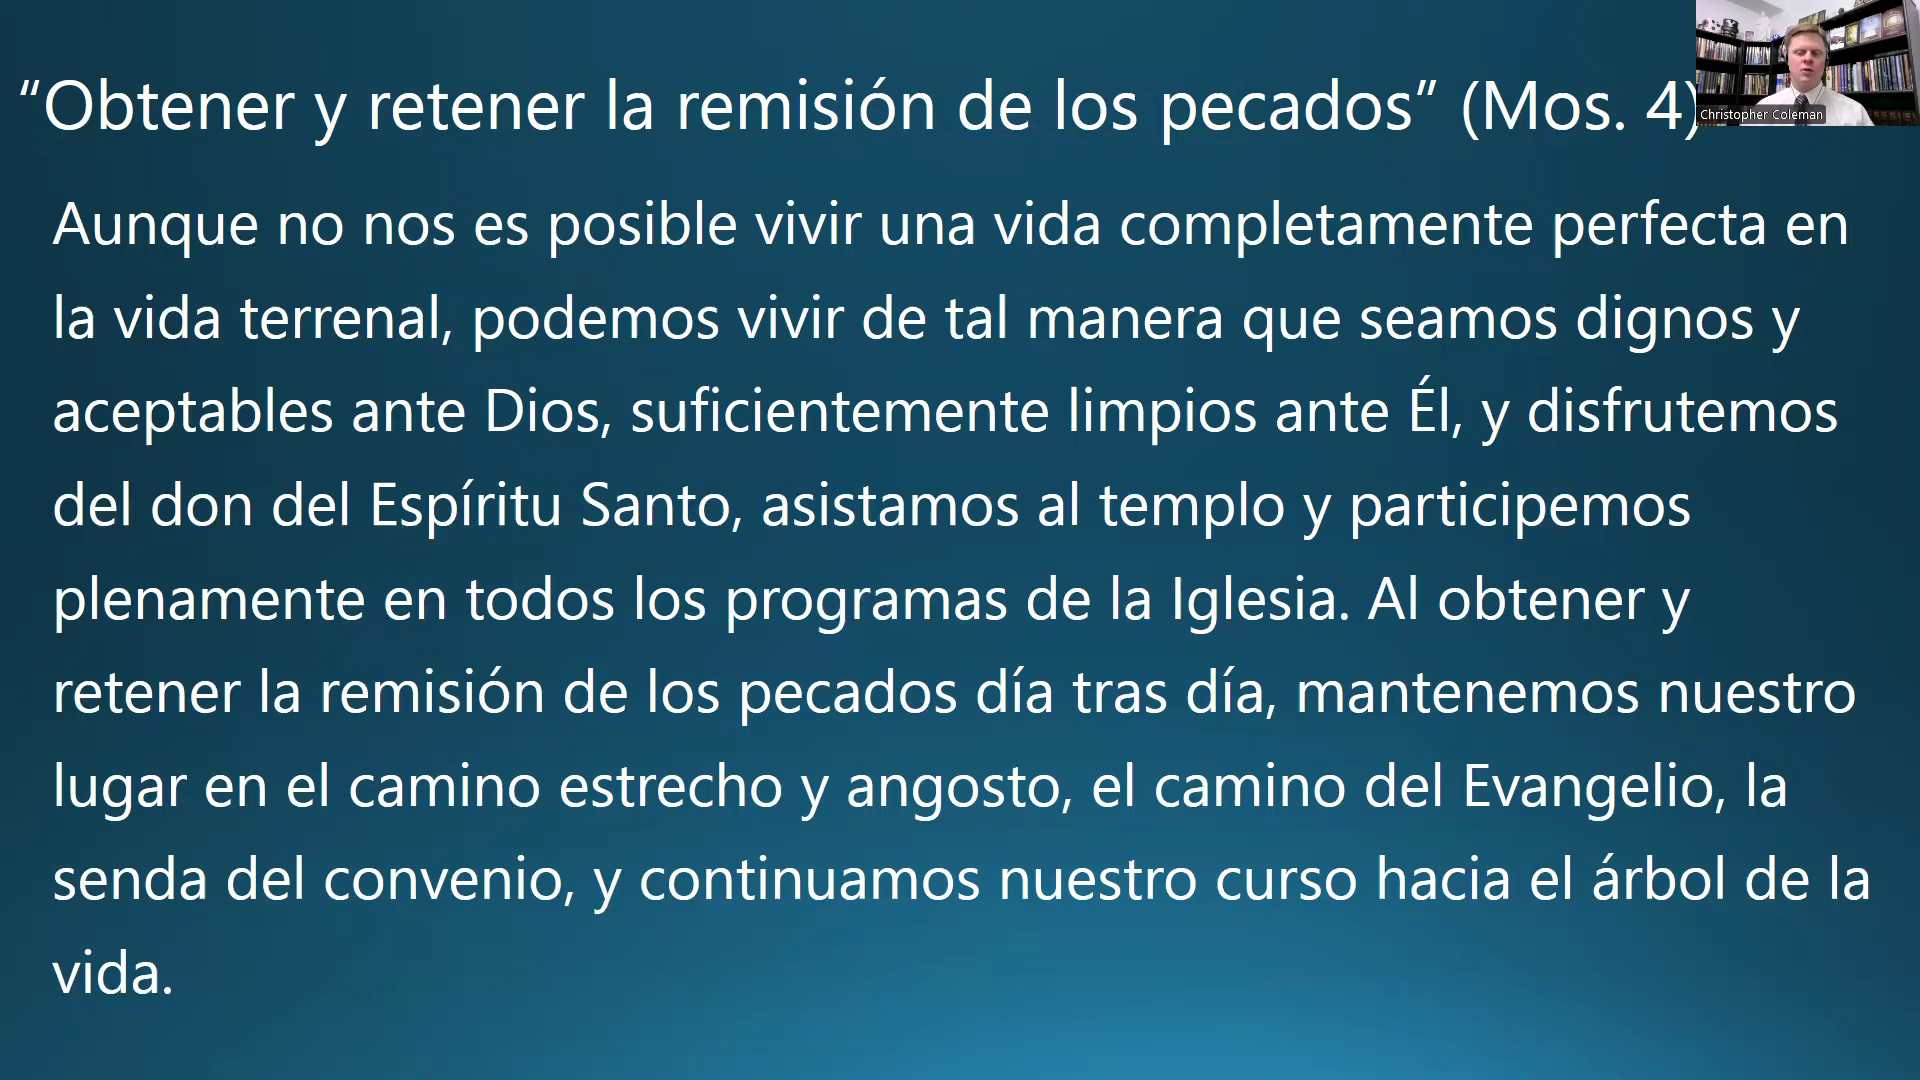 “Obtener y retener la remisión de los pecados” (Mos. 4)
Christopher Coleman
Aunque no nos es posible vivir una vida completamente perfecta en
la vida terrenal, podemos vivir de tal manera que seamos dignos y
aceptables ante Dios, suficientemente limpios ante Él, y disfrutemos
del don del Espíritu Santo, asistamos al templo y participemos
plenamente en todos los programas de la Iglesia. Al obtener y
retener la remisión de los pecados día tras día, mantenemos nuestro
lugar en el camino estrecho y angosto, el camino del Evangelio, la
senda del convenio, y continuamos nuestro curso hacia el árbol de la
vida.